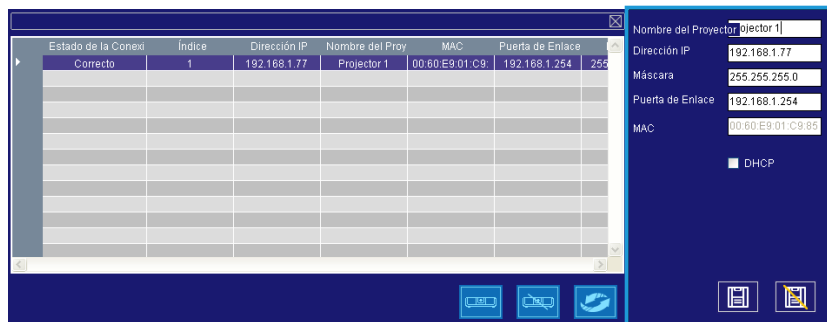 Estado de la Conexi Índice Dirección IP Nombre del Proy MAC Puerta de Enlace
Correcto 1 192.168.1.77 Projector 1 00:60:E9:01:C9: 192.168.1.254 255
Nombre del Proyector ojector 1
Dirección IP 192.168.1.77
Máscara 255.255.255.0
Puerta de Enlace 192.168.1.254
MAC 00:60:E9:01:C9:85
DHCP